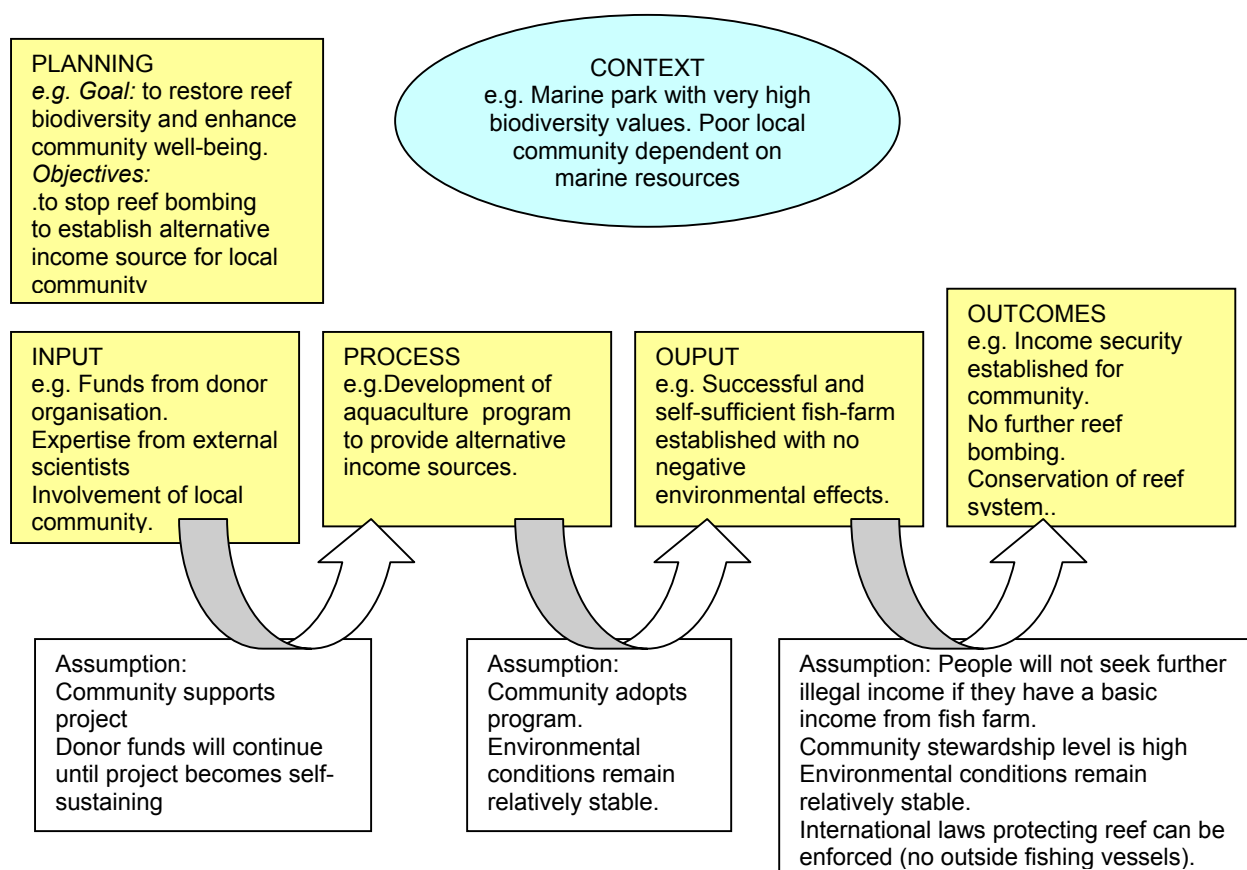 PLANNING
e.g. Goal: to restore reef
biodiversity and enhance
community well-being.
Objectives:
.to stop reef bombing
to establish alternative
income source for local
community
CONTEXT
e.g. Marine park with very high
biodiversity values. Poor local
community dependent on
marine resources
INPUT
e.g. Funds from donor
organisation.
Expertise from external
scientists
Involvement of local
community.
PROCESS
e.g.Development of
aquaculture program
to provide alternative
income sources.
OUPUT
e.g. Successful and
self-sufficient fish-farm
established with no
negative
environmental effects.
OUTCOMES
e.g. Income security
established for
community.
No further reef
bombing.
Conservation of reef
system..
Assumption:
Community supports
project
Donor funds will continue
until project becomes self-
sustaining
Assumption:
Community adopts
program.
Environmental
conditions remain
relatively stable.
Assumption: People will not seek further
illegal income if they have a basic
income from fish farm.
Community stewardship level is high
Environmental conditions remain
relatively stable.
International laws protecting reef can be
enforced (no outside fishing vessels).